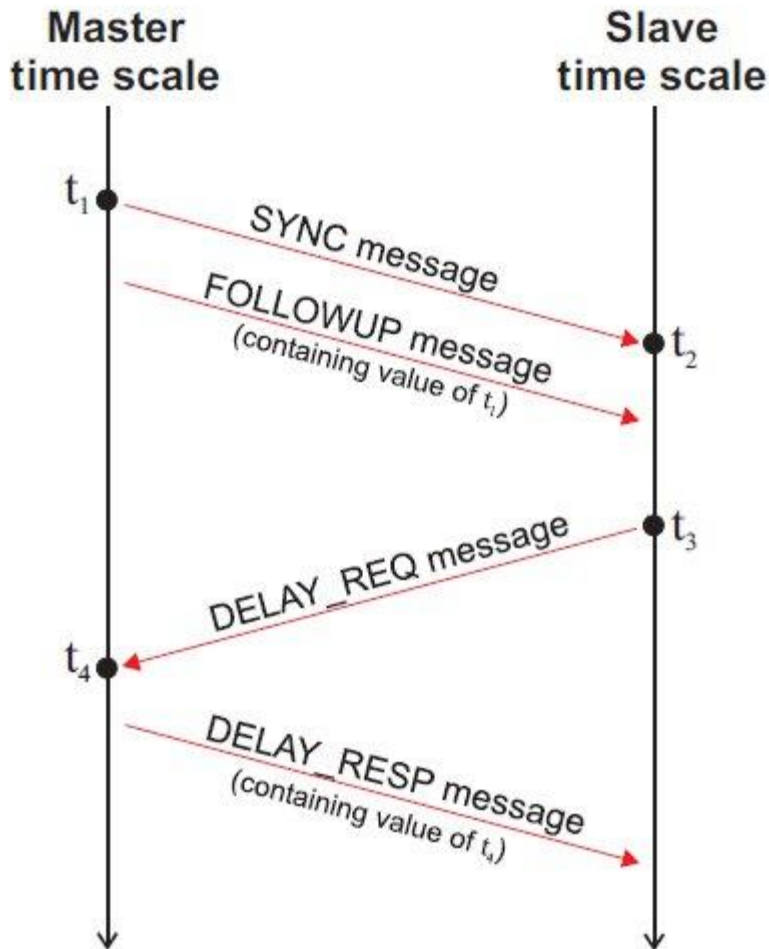 Master
time scale
Slave
time scale
t₁
SYNC message
FOLLOWUP message
(containing value of t₁)
t₂
t₃
DELAY_REQ message
t₄
DELAY_RESP message
(containing value of t₄)